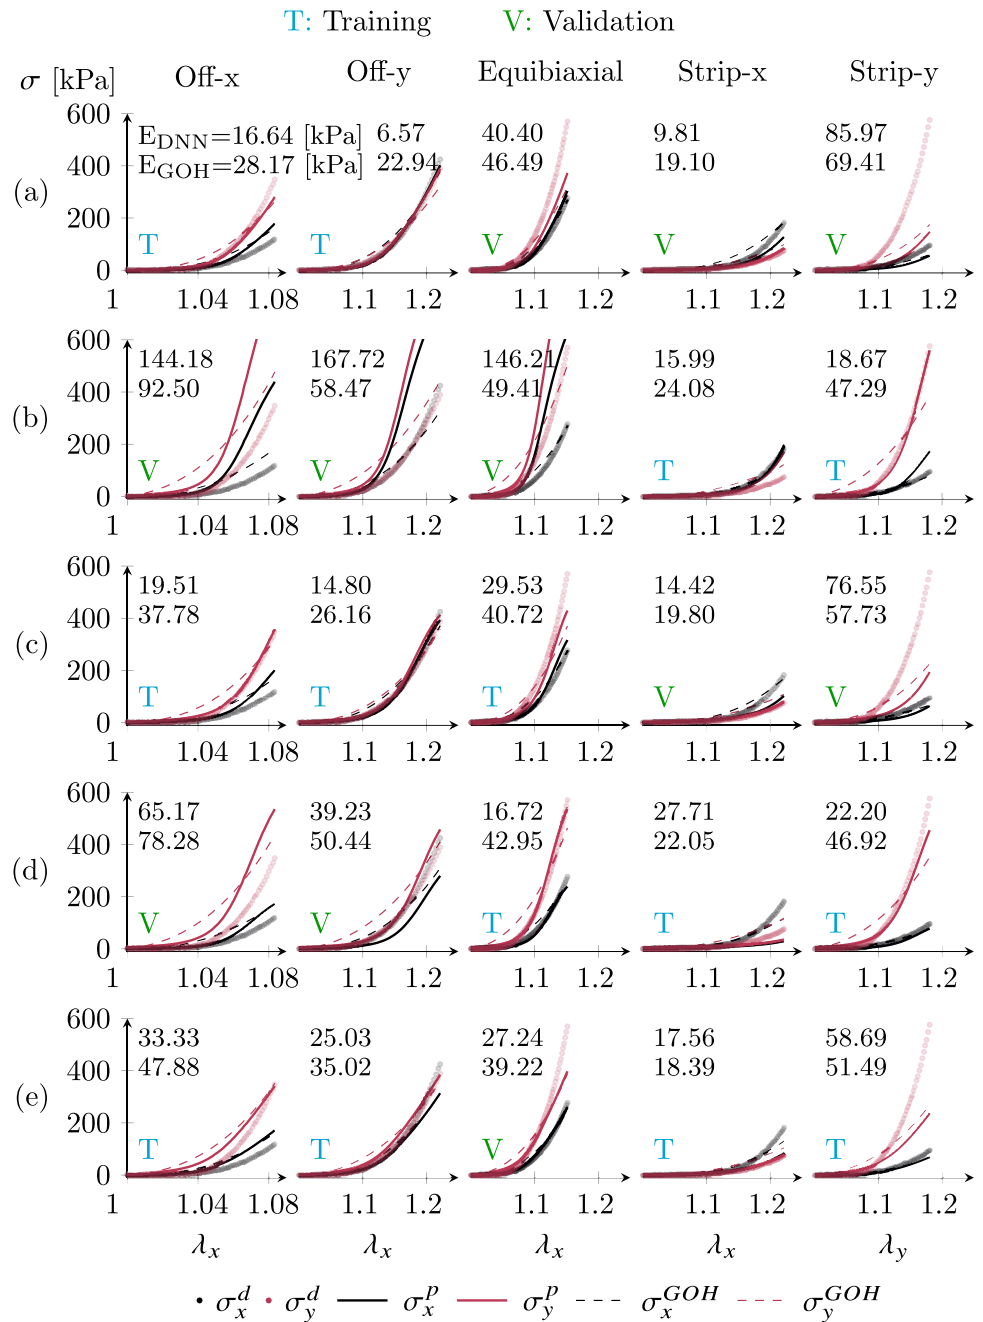 T: Training V: Validation
σ [kPa] Off-x Off-y Equibiaxial Strip-x Strip-y
(a)
600
400
200
0
E_DNN=16.64 [kPa] 6.57 40.40 9.81 85.97
E_GOH=28.17 [kPa] 22.94 46.49 19.10 69.41
T T V V V
1 1.04 1.08 1.1 1.2 1.1 1.2 1.1 1.2 1.1 1.2
(b)
600
400
200
0
144.18 167.72 146.21 15.99 18.67
92.50 58.47 49.41 24.08 47.29
V V V T T
1 1.04 1.08 1.1 1.2 1.1 1.2 1.1 1.2 1.1 1.2
(c)
600
400
200
0
19.51 14.80 29.53 14.42 76.55
37.78 26.16 40.72 19.80 57.73
T T T V V
1 1.04 1.08 1.1 1.2 1.1 1.2 1.1 1.2 1.1 1.2
(d)
600
400
200
0
65.17 39.23 16.72 27.71 22.20
78.28 50.44 42.95 22.05 46.92
V V T T T
1 1.04 1.08 1.1 1.2 1.1 1.2 1.1 1.2 1.1 1.2
(e)
600
400
200
0
33.33 25.03 27.24 17.56 58.69
47.88 35.02 39.22 18.39 51.49
T T V T T
1 1.04 1.08 1.1 1.2 1.1 1.2 1.1 1.2 1.1 1.2
λ_x λ_x λ_x λ_x λ_y
σ_x^d σ_y^d σ_x^p σ_y^p σ_x^GOH σ_y^GOH